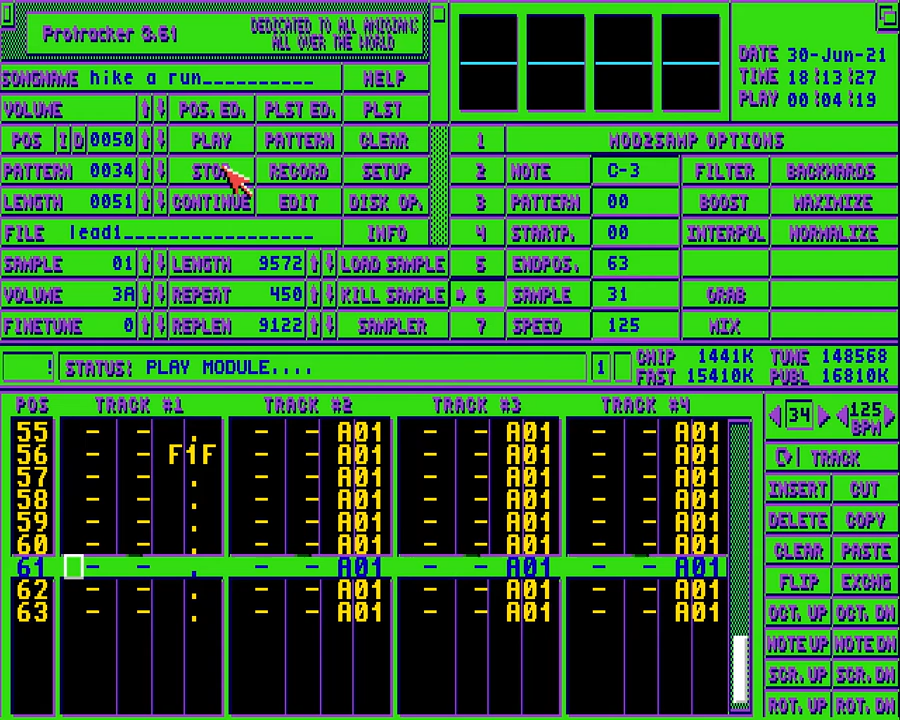 Protracker 3.61 DEDICATED TO ALL AMIGIANS
ALL OVER THE WORLD
DATE 30-Jun-21
TIME 18:13:27
PLAY 00:04:19
SONGNAME hike a run__________ HELP
VOLUME POS. ED. PLST ED. PLST
POS I D 0050 PLAY PATTERN CLEAR 1 MOD2SAMP OPTIONS
PATTERN 0034 STOP RECORD SETUP 2 NOTE C-3 FILTER BACKWARDS
LENGTH 0051 CONTINUE EDIT DISK OP. 3 PATTERN 00 BOOST MAXIMIZE
FILE lead1_________________ INFO 4 STARTP. 00 INTERPOL NORMALIZE
SAMPLE 01 LENGTH 9572 LOAD SAMPLE 5 ENDPOS. 63
VOLUME 3A REPEAT 450 KILL SAMPLE 6 SAMPLE 31 GRAB
FINETUNE 0 REPLEN 9122 SAMPLER 7 SPEED 125 MIX
! STATUS: PLAY MODULE.... 1 CHIP 1441K TUNE 148568
FAST 15410K PUBL 16810K
POS TRACK #1 TRACK #2 TRACK #3 TRACK #4
34 125 BPM
TRACK
INSERT CUT
DELETE COPY
CLEAR PASTE
FLIP EXCHG
OCT. UP OCT. DN
NOTE UP NOTE DN
SCR. UP SCR. DN
ROT. UP ROT. DN
55 - - . - - A01 - - A01 - - A01
56 - - F1F - - A01 - - A01 - - A01
57 - - . - - A01 - - A01 - - A01
58 - - . - - A01 - - A01 - - A01
59 - - . - - A01 - - A01 - - A01
60 - - . - - A01 - - A01 - - A01
61 - - . - - A01 - - A01 - - A01
62 - - . - - A01 - - A01 - - A01
63 - - . - - A01 - - A01 - - A01